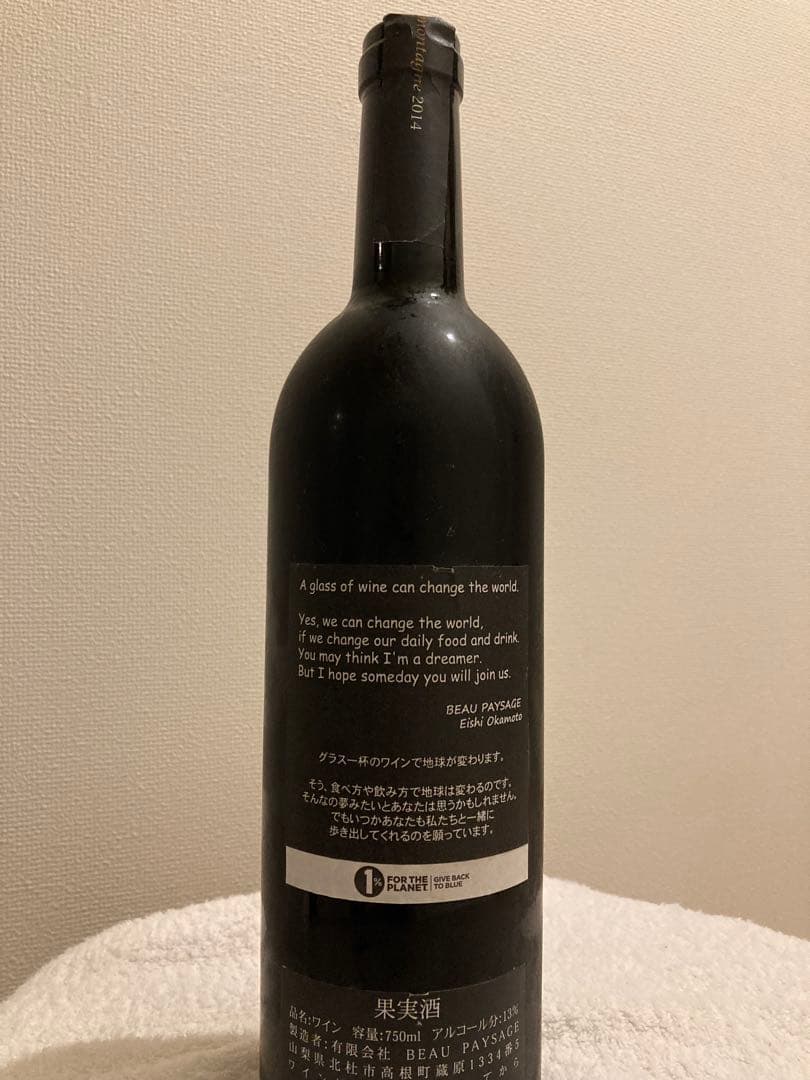 montagne 2014
A glass of wine can change the world.
Yes, we can change the world,
if we change our daily food and drink.
You may think I'm a dreamer.
But I hope someday you will join us.
BEAU PAYSAGE
Eishi Okamoto
グラス一杯のワインで地球が変わります。
そう、食べ方や飲み方で地球は変わるのです。
そんなの夢みたいとあなたは思うかもしれません。
でもいつかあなたも私たちと一緒に
歩き出してくれるのを願っています。
1% FOR THE PLANET GIVE BACK TO BLUE
果実酒
品名:ワイン 容量:750ml アルコール分:13%
製造者:有限会社 BEAU PAYSAGE
山梨県北杜市高根町蔵原1334番5